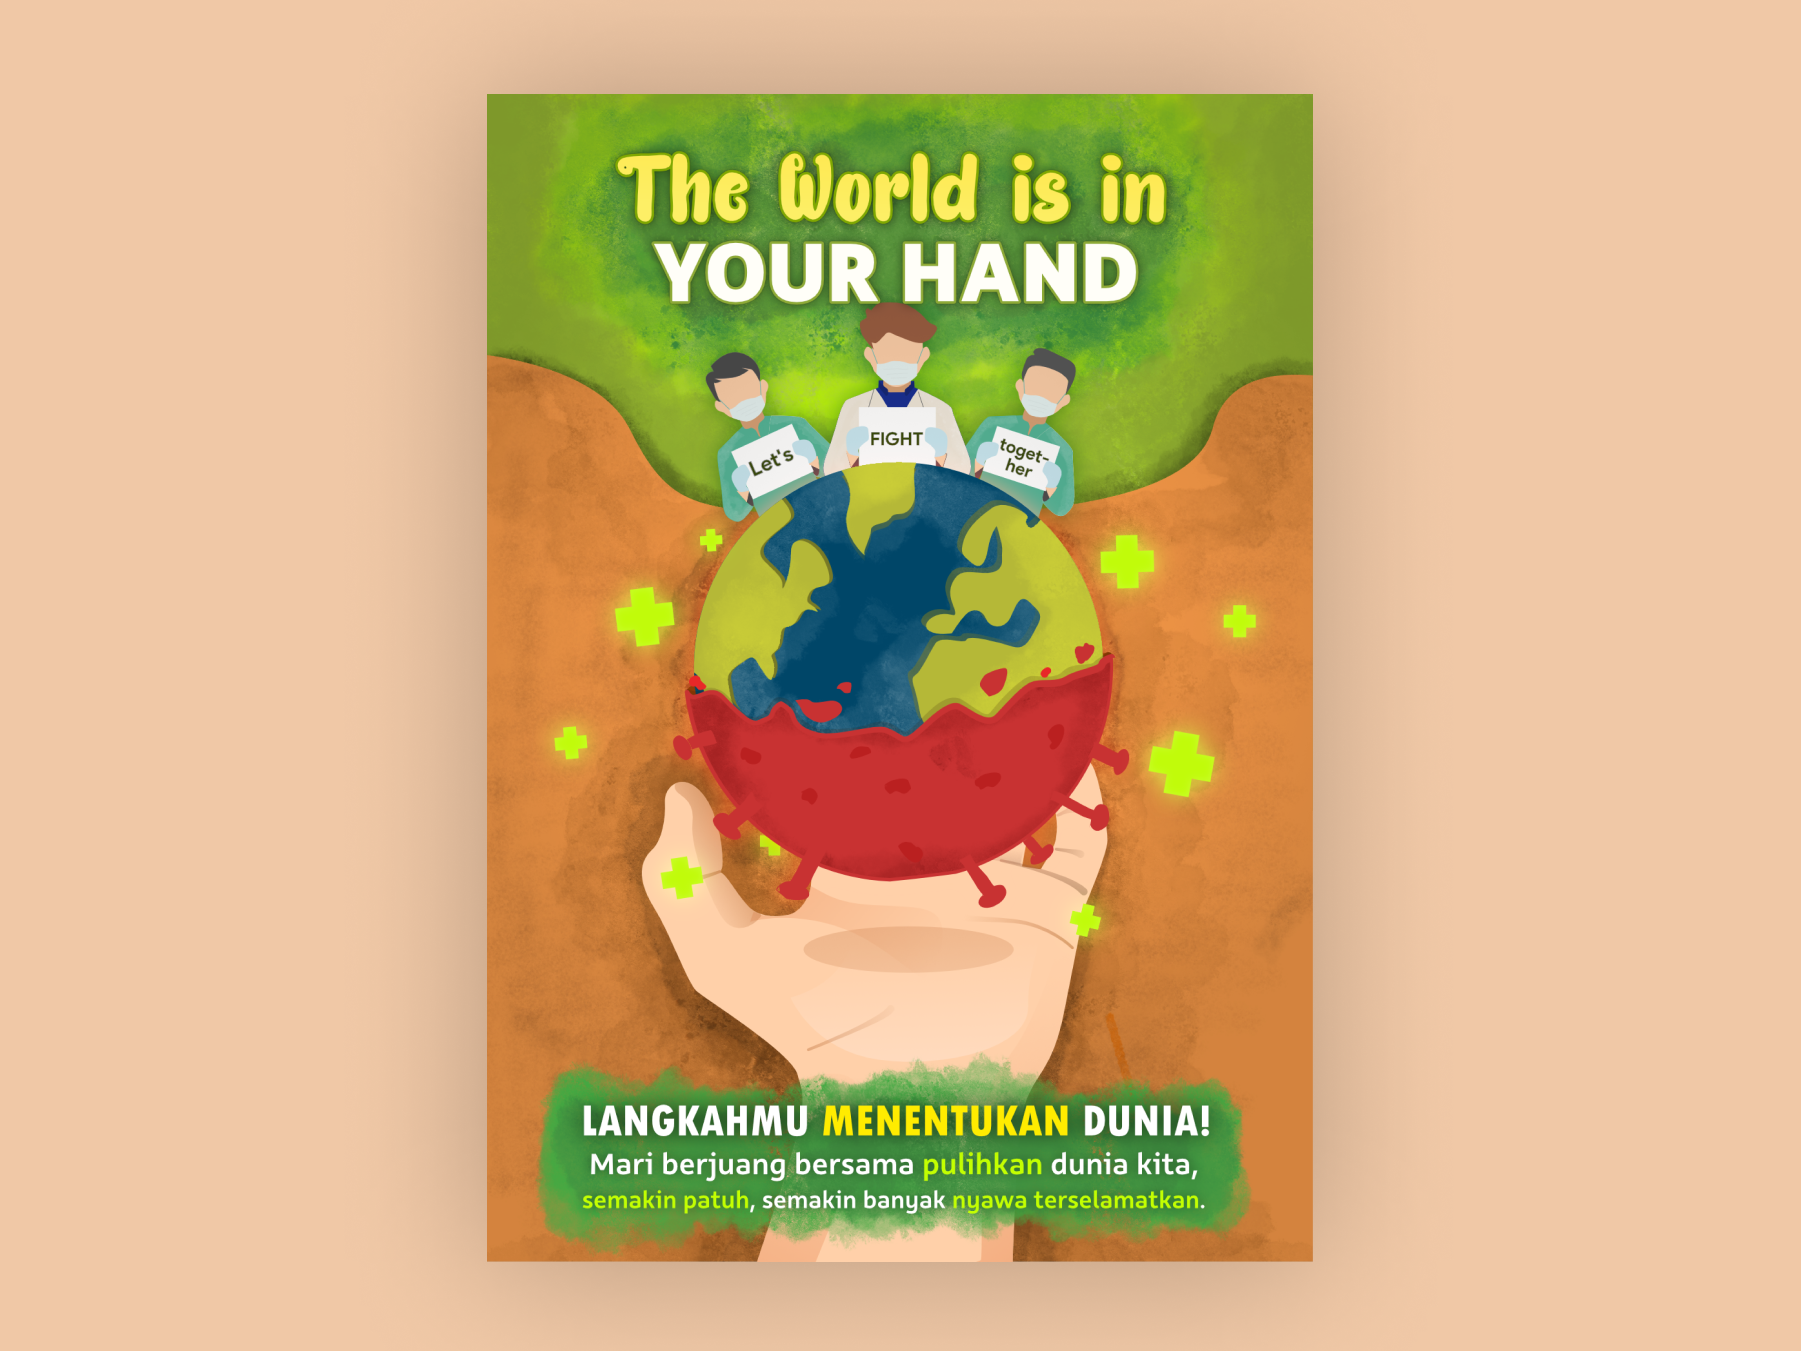 The World is in
YOUR HAND
Let's
FIGHT
toget-
her
LANGKAHMU MENENTUKAN DUNIA!
Mari berjuang bersama pulihkan dunia kita,
semakin patuh, semakin banyak nyawa terselamatkan.